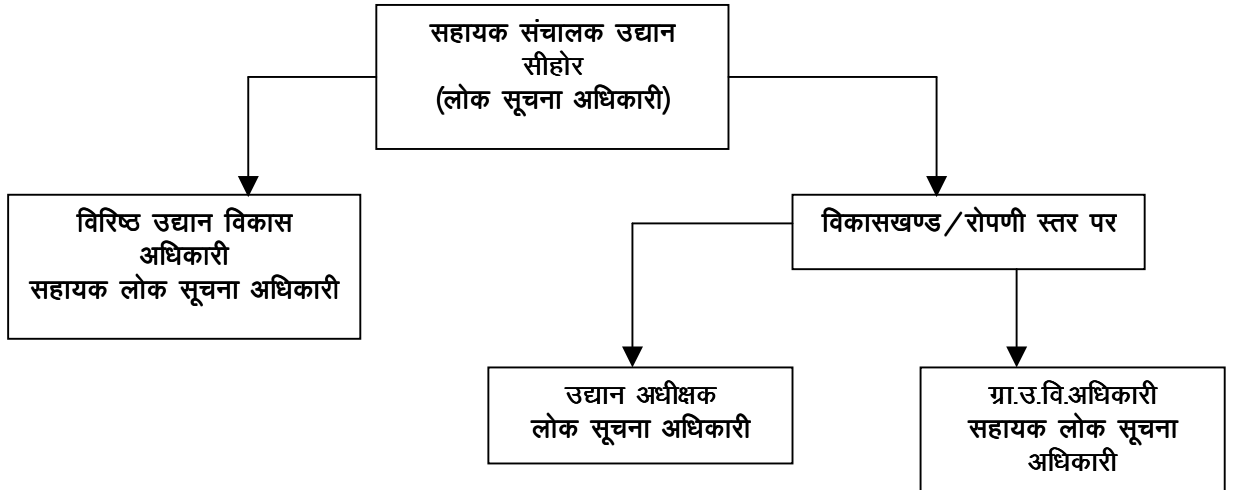 सहायक संचालक उद्यान
सीहोर
(लोक सूचना अधिकारी)
विरिष्ठ उद्यान विकास
अधिकारी
सहायक लोक सूचना अधिकारी
विकासखण्ड/रोपणी स्तर पर
उद्यान अधीक्षक
लोक सूचना अधिकारी
ग्रा.उ.वि.अधिकारी
सहायक लोक सूचना
अधिकारी